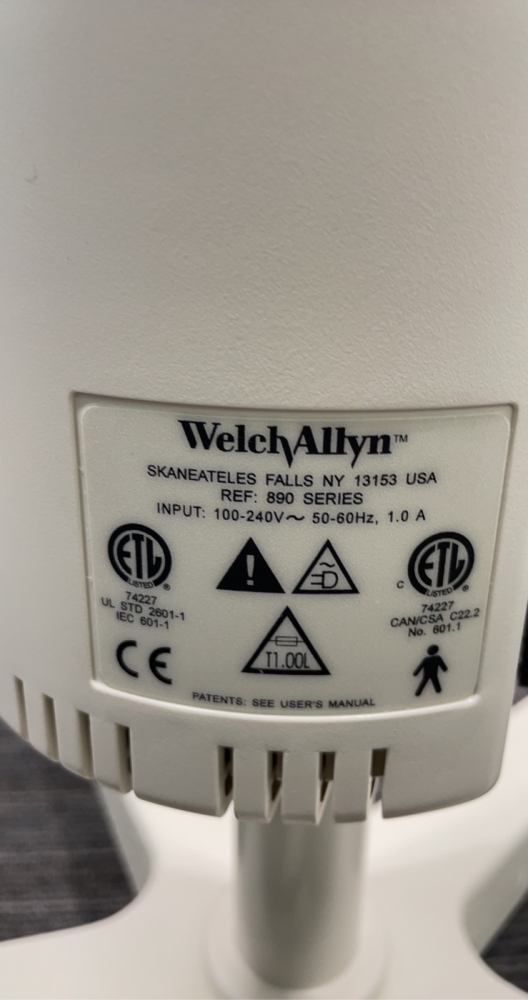 WelchAllyn™
SKANEATELES FALLS NY 13153 USA
REF: 890 SERIES
INPUT: 100-240V~ 50-60Hz, 1.0 A
ETL
LISTED
®
74227
UL STD 2601-1
IEC 601-1
CE
!
T1.00L
C
ETL
LISTED
®
74227
CAN/CSA C22.2
No. 601.1
PATENTS: SEE USER'S MANUAL